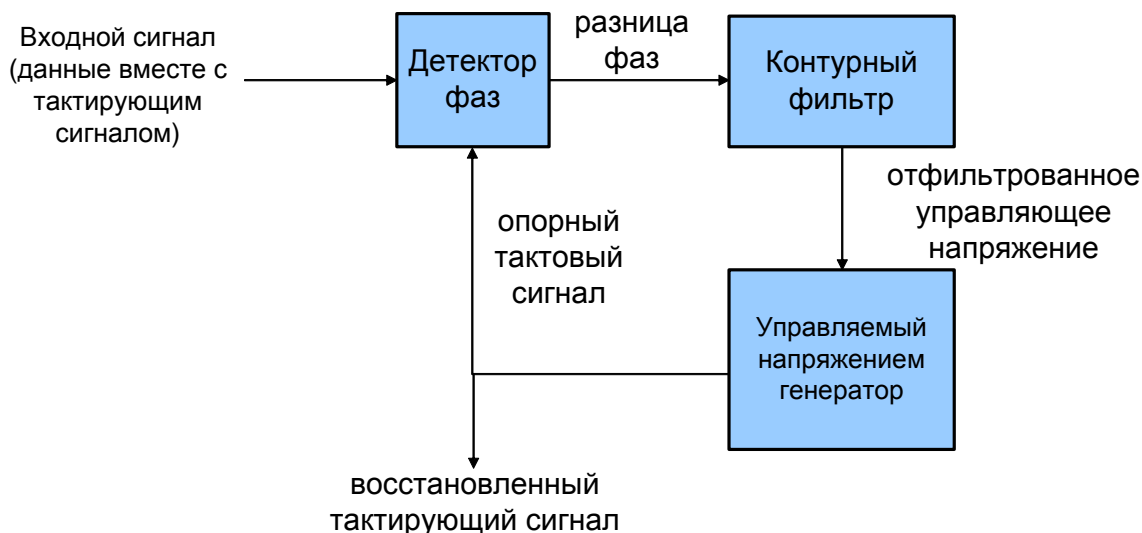 Входной сигнал
(данные вместе с
тактирующим
сигналом)
Детектор
фаз
разница
фаз
Контурный
фильтр
отфильтрованное
управляющее
напряжение
опорный
тактовый
сигнал
Управляемый
напряжением
генератор
восстановленный
тактирующий сигнал